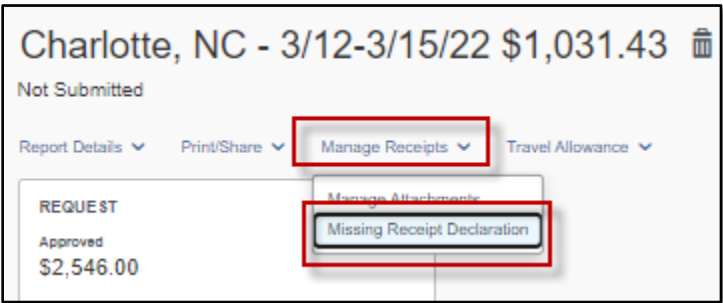 Charlotte, NC - 3/12-3/15/22 $1,031.43
Not Submitted
Report Details Print/Share Manage Receipts Travel Allowance
REQUEST
Approved
$2,546.00
Manage Attachments
Missing Receipt Declaration